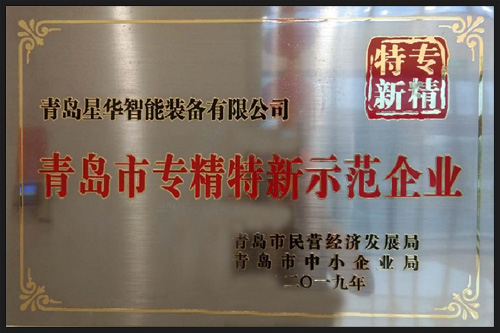 特专
新精
青岛星华智能装备有限公司
青岛市专精特新示范企业
青岛市民营经济发展局
青岛市中小企业局
二〇一九年